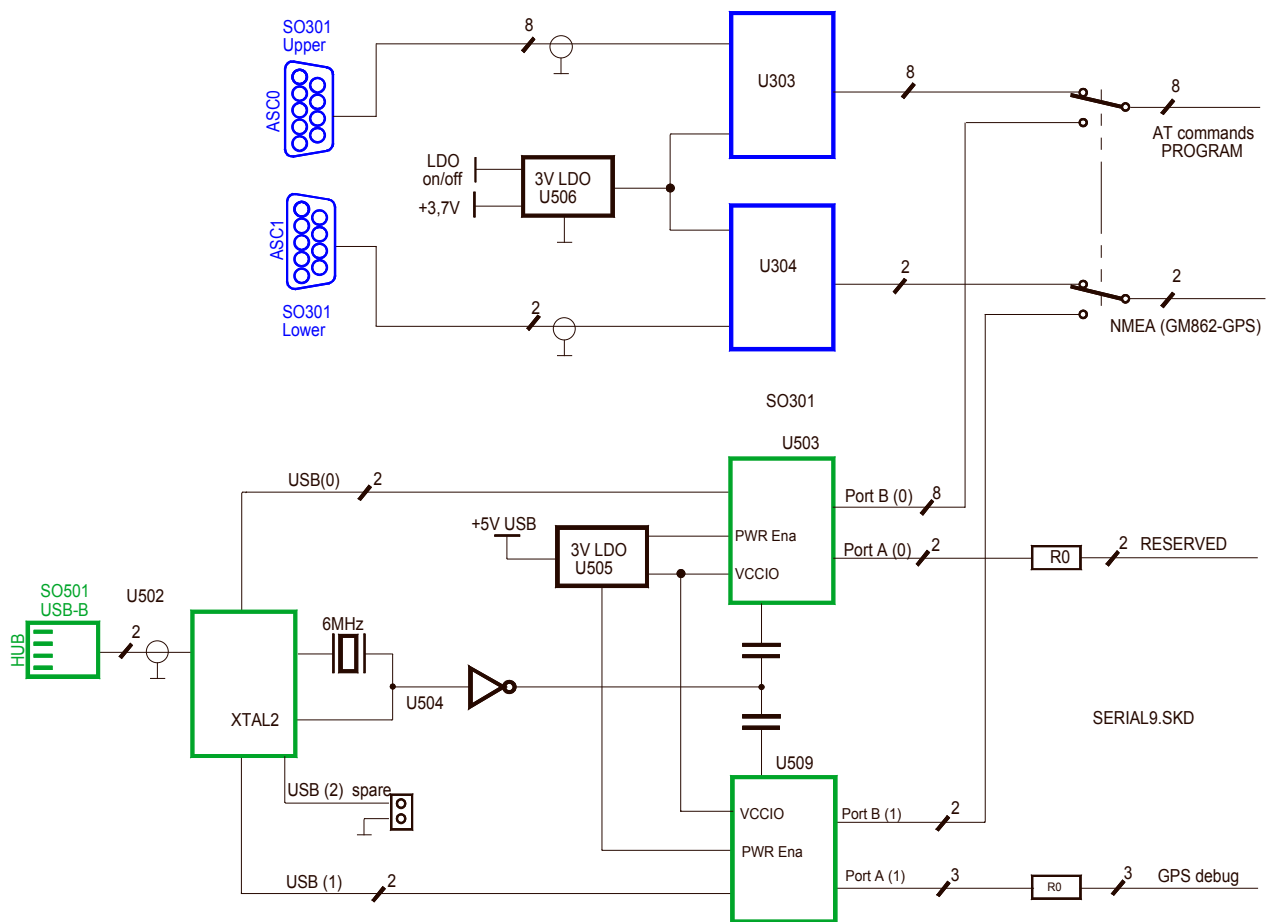 SO301
Upper
8
ASC0
U303
8
8
AT commands
PROGRAM
LDO
on/off
+3,7V
3V LDO
U506
ASC1
SO301
Lower
2
U304
2
2
NMEA (GM862-GPS)
SO301
U503
USB(0)
2
Port B (0)
8
+5V USB
3V LDO
U505
PWR Ena
VCCIO
Port A (0)
2
R0
2
RESERVED
SO501
USB-B
HUB
2
U502
6MHz
XTAL2
U504
SERIAL9.SKD
U509
USB (2) spare
VCCIO
PWR Ena
Port B (1)
2
USB (1)
2
Port A (1)
3
R0
3
GPS debug